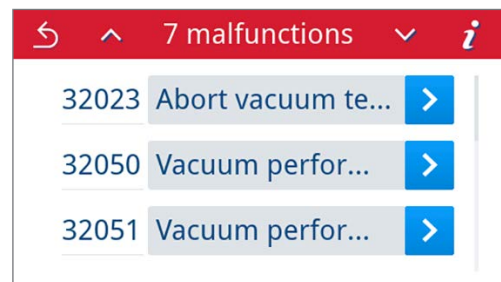 7 malfunctions i
32023 Abort vacuum te...
32050 Vacuum perfor...
32051 Vacuum perfor...